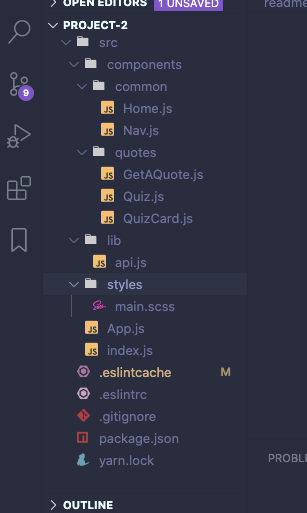 OPEN EDITORS 1 UNSAVED
readme
PROJECT-2
src
components
common
JS Home.js
JS Nav.js
quotes
JS GetAQuote.js
JS Quiz.js
JS QuizCard.js
lib
JS api.js
styles
main.scss
JS App.js
JS index.js
.eslintcache M
.eslintrc
.gitignore
package.json
yarn.lock
PROBLE
OUTLINE
9